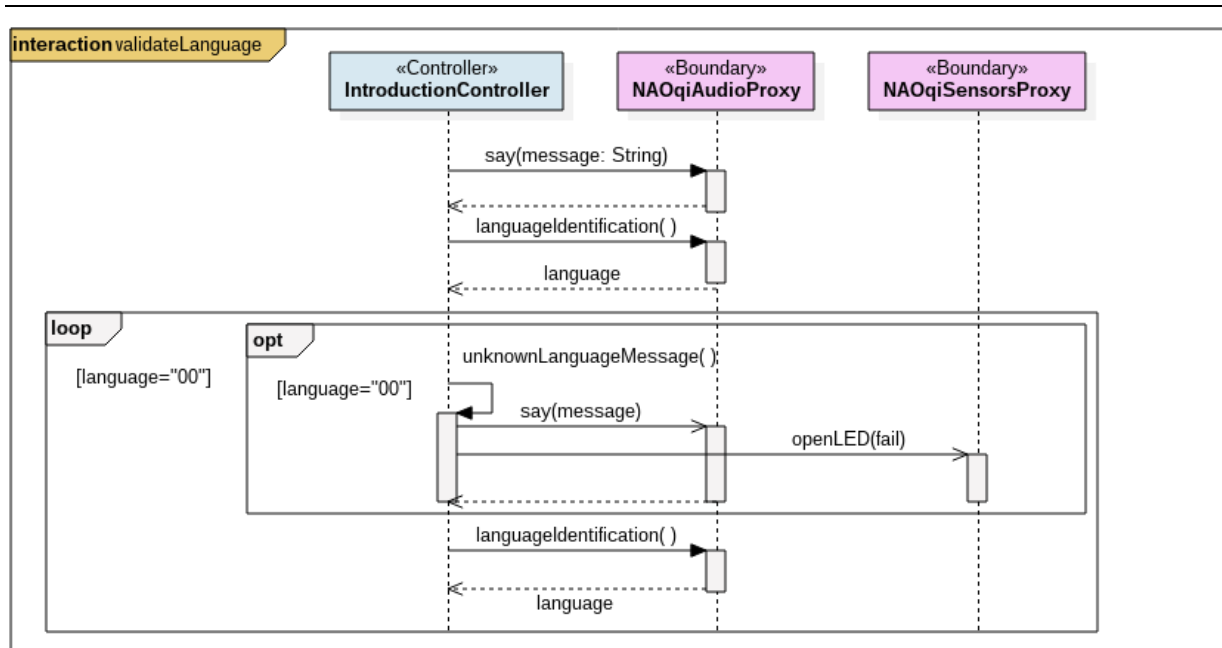 interaction validateLanguage
«Controller»
IntroductionController
«Boundary»
NAOqiAudioProxy
«Boundary»
NAOqiSensorsProxy
say(message: String)
languageIdentification( )
language
loop
[language="00"]
opt
[language="00"]
unknownLanguageMessage( )
say(message)
openLED(fail)
languageIdentification( )
language